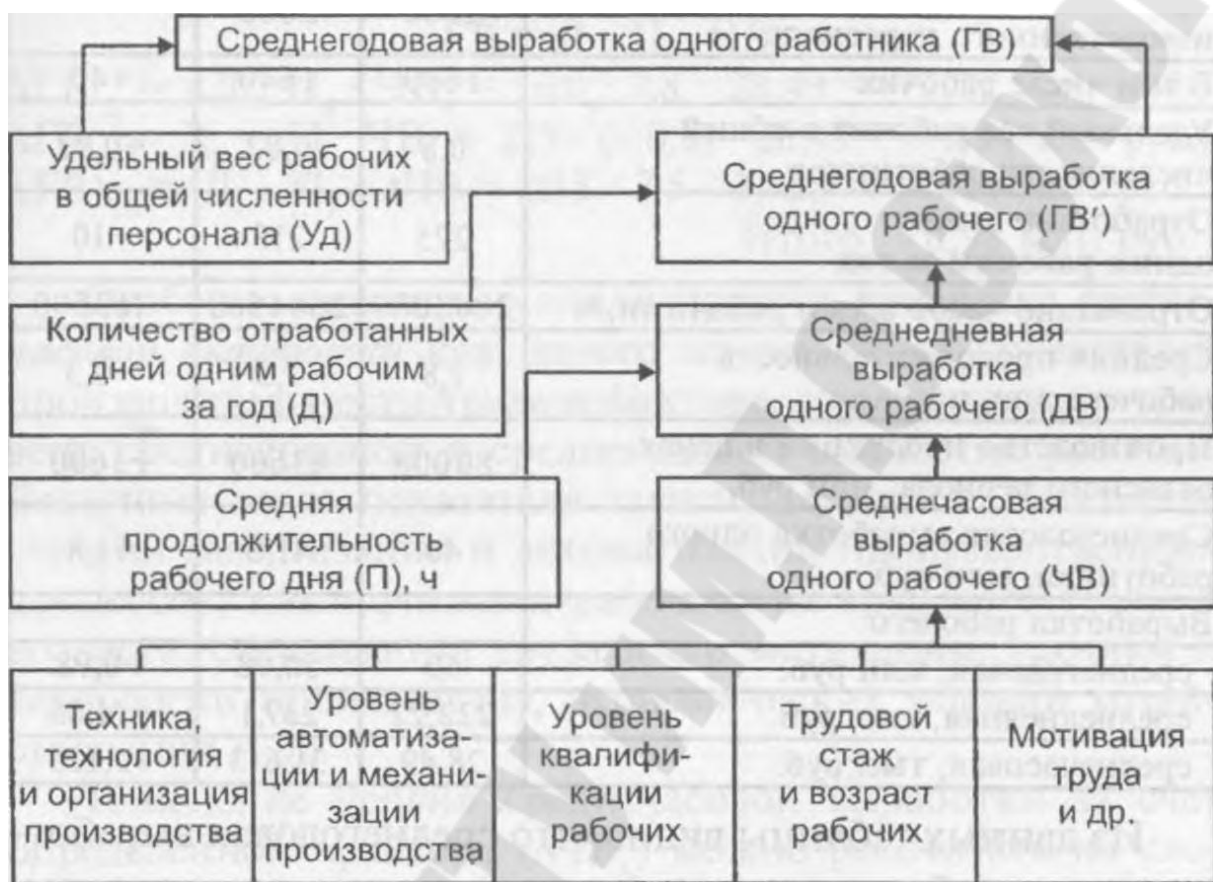 Среднегодовая выработка одного работника (ГВ)
Удельный вес рабочих
в общей численности
персонала (Уд)
Среднегодовая выработка
одного рабочего (ГВ')
Количество отработанных
дней одним рабочим
за год (Д)
Среднедневная
выработка
одного рабочего (ДВ)
Средняя
продолжительность
рабочего дня (П), ч
Среднечасовая
выработка
одного рабочего (ЧВ)
Техника,
технология
и организация
производства
Уровень
автоматиза-
ции и механи-
зации
производства
Уровень
квалифи-
кации
рабочих
Трудовой
стаж
и возраст
рабочих
Мотивация
труда
и др.